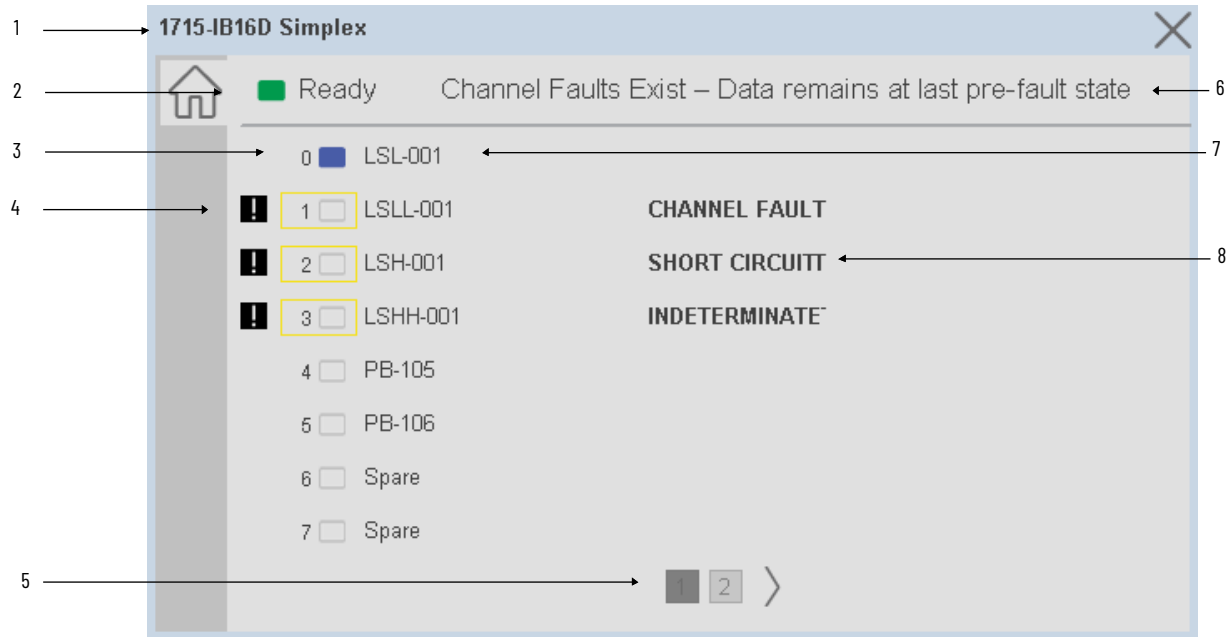 1 1715-IB16D Simplex
2 Ready Channel Faults Exist – Data remains at last pre-fault state 6
3 0 LSL-001 7
4 ! 1 LSLL-001 CHANNEL FAULT
! 2 LSH-001 SHORT CIRCUITT 8
! 3 LSHH-001 INDETERMINATE
4 PB-105
5 PB-106
6 Spare
7 Spare
5 1 2